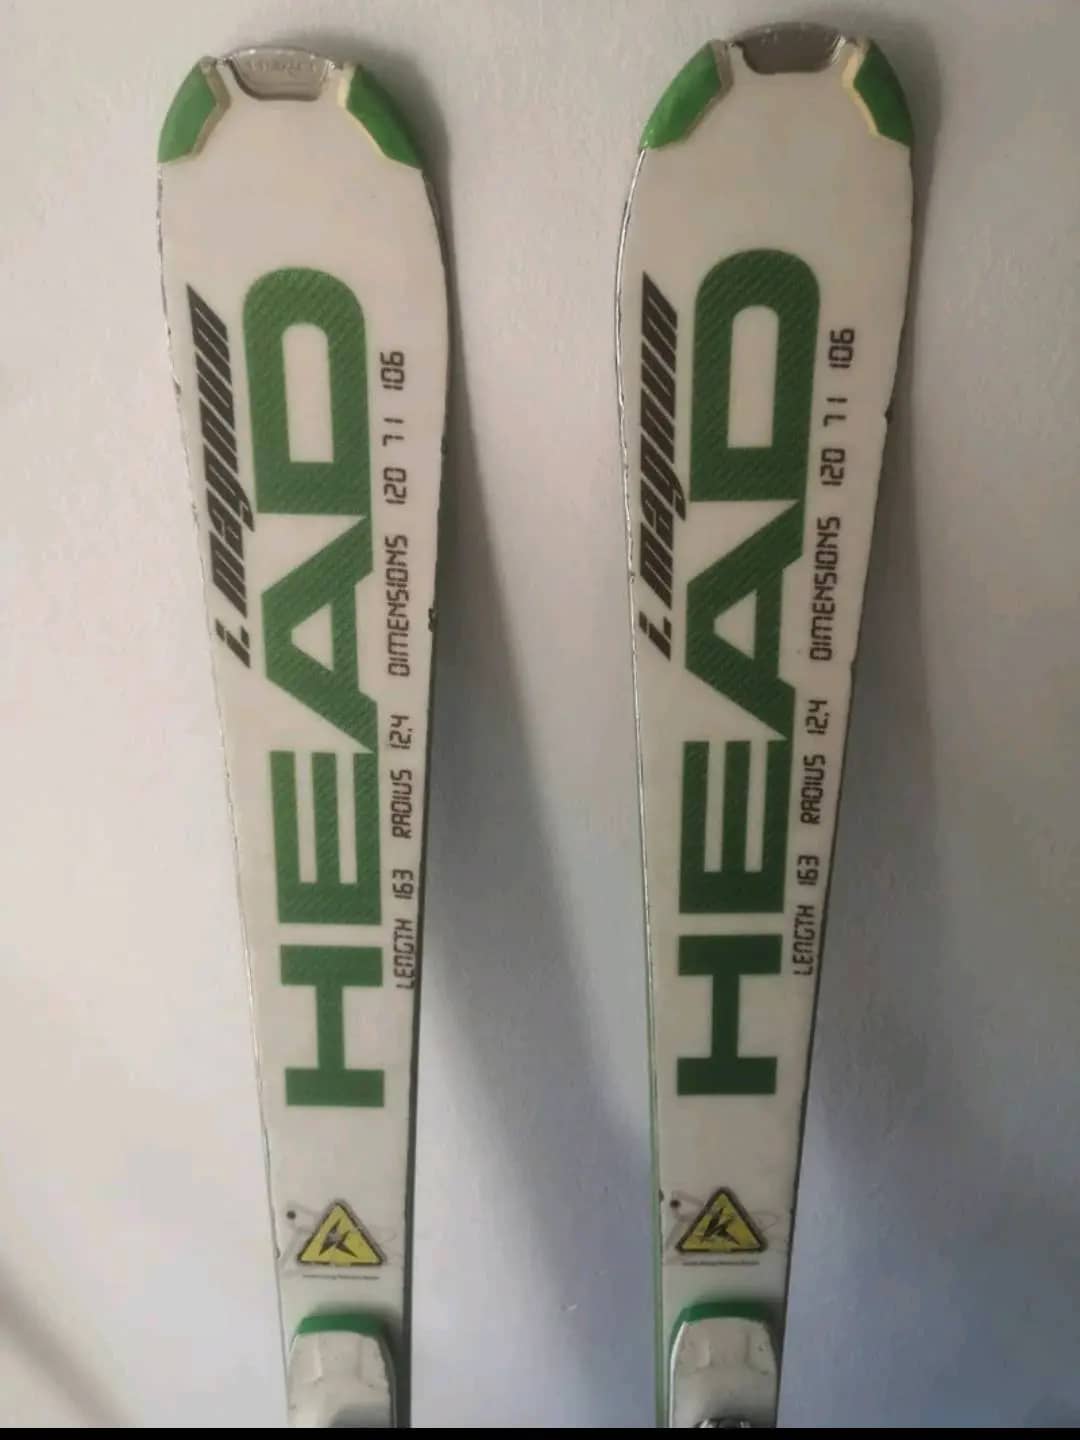 i. magnum
HEAD
LENGTH 163 RADIUS 12,4 DIMENSIONS 120 71 106
K
i. magnum
HEAD
LENGTH 163 RADIUS 12,4 DIMENSIONS 120 71 106
K